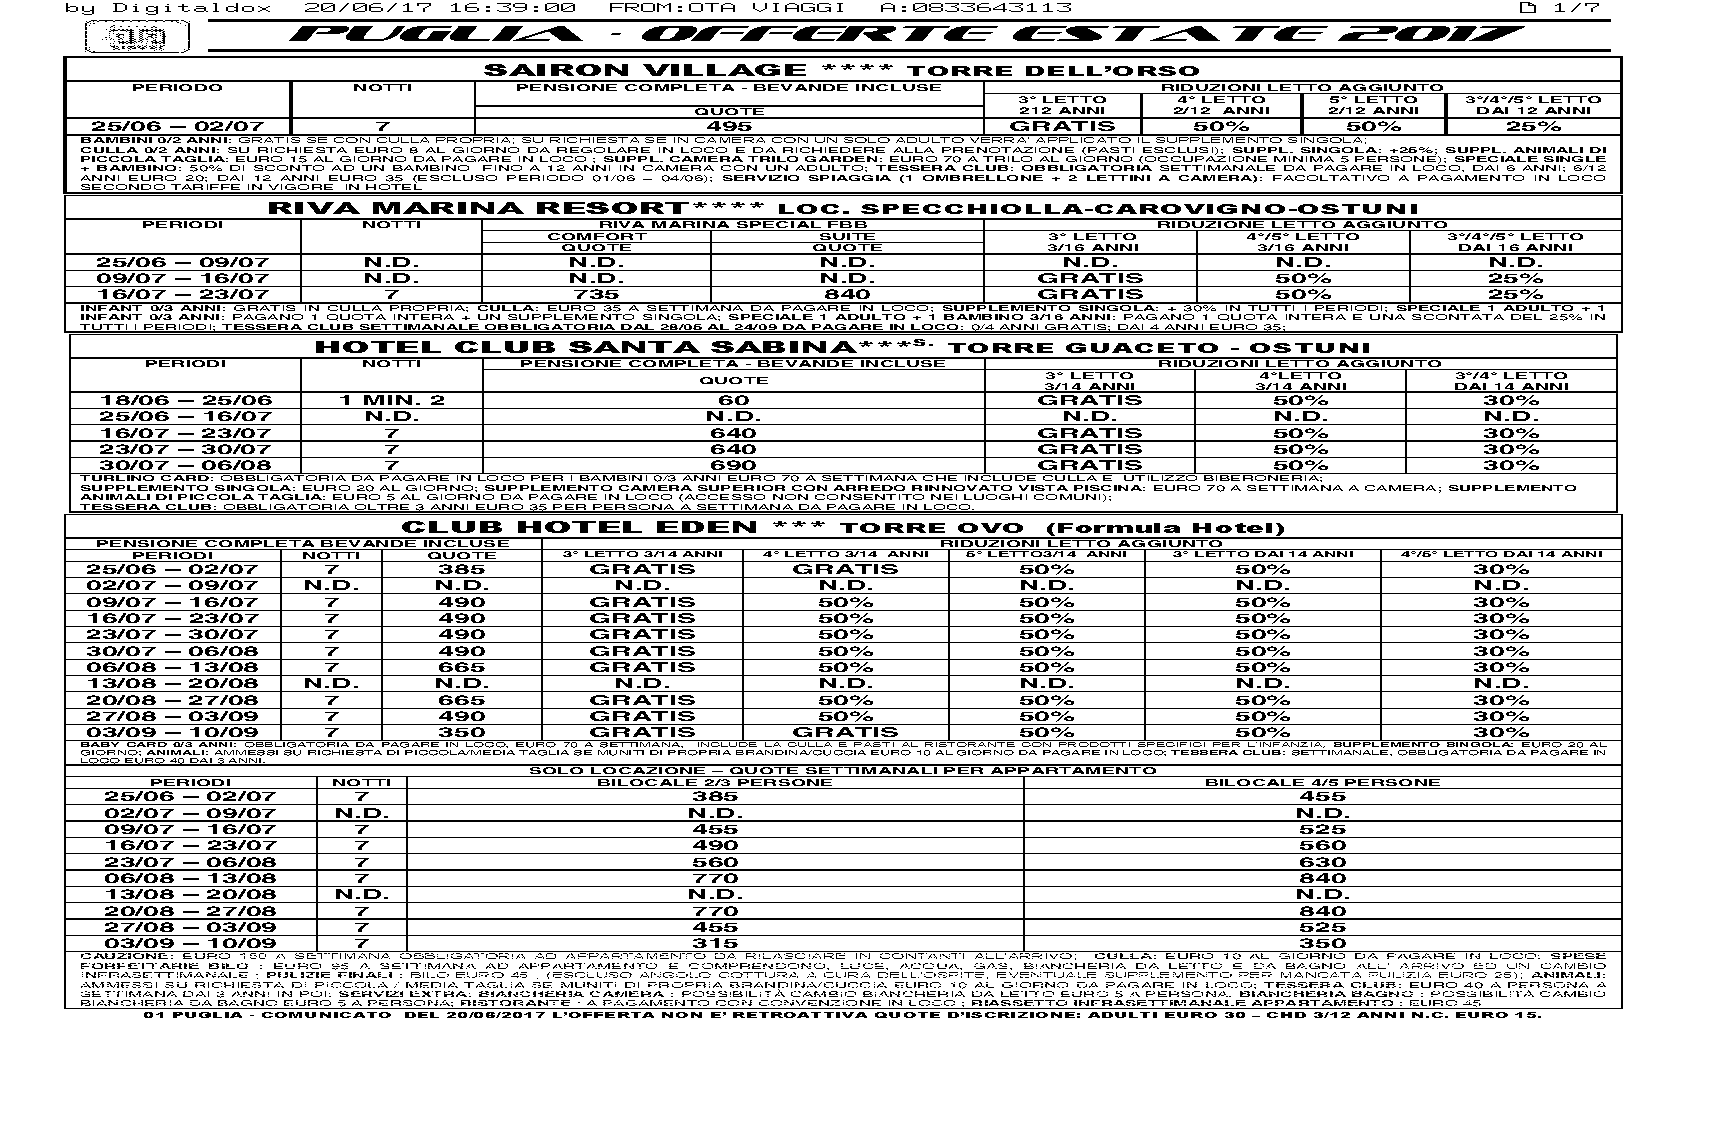 by Digitaldox 20/06/17 16:39:00 FROM:OTA VIAGGI A:0833643113 1/7
PUGLIA - OFFERTE ESTATE 2017
SAIRON VILLAGE **** TORRE DELL'ORSO
PERIODO NOTTI PENSIONE COMPLETA - BEVANDE INCLUSE RIDUZIONI LETTO AGGIUNTO
QUOTE 3° LETTO 212 ANNI 4° LETTO 2/12 ANNI 5° LETTO 2/12 ANNI 3°/4°/5° LETTO DAI 12 ANNI
25/06 – 02/07 7 495 GRATIS 50% 50% 25%
BAMBINI 0/2 ANNI: GRATIS SE CON CULLA PROPRIA; SU RICHIESTA SE IN CAMERA CON UN SOLO ADULTO VERRA' APPLICATO IL SUPPLEMENTO SINGOLA;
CULLA 0/2 ANNI: SU RICHIESTA EURO 8 AL GIORNO DA REGOLARE IN LOCO E DA RICHIEDERE ALLA PRENOTAZIONE (PASTI ESCLUSI); SUPPL. SINGOLA: +25%; SUPPL. ANIMALI DI
PICCOLA TAGLIA: EURO 15 AL GIORNO DA PAGARE IN LOCO ; SUPPL. CAMERA TRILO GARDEN: EURO 70 A TRILO AL GIORNO (OCCUPAZIONE MINIMA 5 PERSONE); SPECIALE SINGLE
+ BAMBINO: 50% DI SCONTO AD UN BAMBINO FINO A 12 ANNI IN CAMERA CON UN ADULTO; TESSERA CLUB: OBBLIGATORIA SETTIMANALE DA PAGARE IN LOCO, DAI 6 ANNI; 6/12
ANNI EURO 20; DAI 12 ANNI EURO 35 (ESCLUSO PERIODO 01/06 – 04/06); SERVIZIO SPIAGGIA (1 OMBRELLONE + 2 LETTINI A CAMERA): FACOLTATIVO A PAGAMENTO IN LOCO
SECONDO TARIFFE IN VIGORE IN HOTEL
RIVA MARINA RESORT**** LOC. SPECCHIOLLA-CAROVIGNO-OSTUNI
PERIODI NOTTI RIVA MARINA SPECIAL FBB RIDUZIONE LETTO AGGIUNTO
COMFORT SUITE 3° LETTO 4°/5° LETTO 3°/4°/5° LETTO
QUOTE QUOTE 3/16 ANNI 3/16 ANNI DAI 16 ANNI
25/06 – 09/07 N.D. N.D. N.D. N.D. N.D. N.D.
09/07 – 16/07 N.D. N.D. N.D. GRATIS 50% 25%
16/07 – 23/07 7 735 840 GRATIS 50% 25%
INFANT 0/3 ANNI: GRATIS IN CULLA PROPRIA; CULLA: EURO 35 A SETTIMANA DA PAGARE IN LOCO; SUPPLEMENTO SINGOLA: + 30% IN TUTTI I PERIODI; SPECIALE 1 ADULTO + 1
INFANT 0/3 ANNI: PAGANO 1 QUOTA INTERA + UN SUPPLEMENTO SINGOLA; SPECIALE 1 ADULTO + 1 BAMBINO 3/16 ANNI: PAGANO 1 QUOTA INTERA E UNA SCONTATA DEL 25% IN
TUTTI I PERIODI; TESSERA CLUB SETTIMANALE OBBLIGATORIA DAL 28/05 AL 24/09 DA PAGARE IN LOCO: 0/4 ANNI GRATIS; DAI 4 ANNI EURO 35;
HOTEL CLUB SANTA SABINA***S. TORRE GUACETO - OSTUNI
PERIODI NOTTI PENSIONE COMPLETA - BEVANDE INCLUSE RIDUZIONI LETTO AGGIUNTO
QUOTE 3° LETTO 3/14 ANNI 4°LETTO 3/14 ANNI 3°/4° LETTO DAI 14 ANNI
18/06 – 25/06 1 MIN. 2 60 GRATIS 50% 30%
25/06 – 16/07 N.D. N.D. N.D. N.D. N.D.
16/07 – 23/07 7 640 GRATIS 50% 30%
23/07 – 30/07 7 640 GRATIS 50% 30%
30/07 – 06/08 7 690 GRATIS 50% 30%
TURLINO CARD: OBBLIGATORIA DA PAGARE IN LOCO PER I BAMBINI 0/3 ANNI EURO 70 A SETTIMANA CHE INCLUDE CULLA E UTILIZZO BIBERONERIA;
SUPPLEMENTO SINGOLA: EURO 20 AL GIORNO; SUPPLEMENTO CAMERA SUPERIOR CON ARREDO RINNOVATO VISTA PISCINA: EURO 70 A SETTIMANA A CAMERA; SUPPLEMENTO
ANIMALI DI PICCOLA TAGLIA: EURO 5 AL GIORNO DA PAGARE IN LOCO (ACCESSO NON CONSENTITO NEI LUOGHI COMUNI);
TESSERA CLUB: OBBLIGATORIA OLTRE 3 ANNI EURO 35 PER PERSONA A SETTIMANA DA PAGARE IN LOCO.
CLUB HOTEL EDEN *** TORRE OVO (Formula Hotel)
PENSIONE COMPLETA BEVANDE INCLUSE RIDUZIONI LETTO AGGIUNTO
PERIODI NOTTI QUOTE 3° LETTO 3/14 ANNI 4° LETTO 3/14 ANNI 5° LETTO3/14 ANNI 3° LETTO DAI 14 ANNI 4°/5° LETTO DAI 14 ANNI
25/06 – 02/07 7 385 GRATIS GRATIS 50% 50% 30%
02/07 – 09/07 N.D. N.D. N.D. N.D. N.D. N.D. N.D.
09/07 – 16/07 7 490 GRATIS 50% 50% 50% 30%
16/07 – 23/07 7 490 GRATIS 50% 50% 50% 30%
23/07 – 30/07 7 490 GRATIS 50% 50% 50% 30%
30/07 – 06/08 7 490 GRATIS 50% 50% 50% 30%
06/08 – 13/08 7 665 GRATIS 50% 50% 50% 30%
13/08 – 20/08 N.D. N.D. N.D. N.D. N.D. N.D. N.D.
20/08 – 27/08 7 665 GRATIS 50% 50% 50% 30%
27/08 – 03/09 7 490 GRATIS 50% 50% 50% 30%
03/09 – 10/09 7 350 GRATIS GRATIS 50% 50% 30%
BABY CARD 0/3 ANNI: OBBLIGATORIA DA PAGARE IN LOCO, EURO 70 A SETTIMANA, INCLUDE LA CULLA E PASTI AL RISTORANTE CON PRODOTTI SPECIFICI PER L'INFANZIA, SUPPLEMENTO SINGOLA: EURO 20 AL
GIORNO; ANIMALI: AMMESSI SU RICHIESTA DI PICCOLA/MEDIA TAGLIA SE MUNITI DI PROPRIA BRANDINA/CUCCIA EURO 10 AL GIORNO DA PAGARE IN LOCO; TESSERA CLUB: SETTIMANALE, OBBLIGATORIA DA PAGARE IN
LOCO EURO 40 DAI 3 ANNI.
SOLO LOCAZIONE – QUOTE SETTIMANALI PER APPARTAMENTO
PERIODI NOTTI BILOCALE 2/3 PERSONE BILOCALE 4/5 PERSONE
25/06 – 02/07 7 385 455
02/07 – 09/07 N.D. N.D. N.D.
09/07 – 16/07 7 455 525
16/07 – 23/07 7 490 560
23/07 – 06/08 7 560 630
06/08 – 13/08 7 770 840
13/08 – 20/08 N.D. N.D. N.D.
20/08 – 27/08 7 770 840
27/08 – 03/09 7 455 525
03/09 – 10/09 7 315 350
CAUZIONE: EURO 150 A SETTIMANA OBBLIGATORIA AD APPARTAMENTO DA RILASCIARE IN CONTANTI ALL'ARRIVO; CULLA: EURO 10 AL GIORNO DA PAGARE IN LOCO; SPESE
FORFETTARIE BILO : EURO 95 A SETTIMANA AD APPARTAMENTO E COMPRENDONO, LUCE, ACQUA, GAS, BIANCHERIA DA LETTO E DA BAGNO ALL' ARRIVO ED UN CAMBIO
INFRASETTIMANALE ; PULIZIE FINALI : BILO EURO 45 , (ESCLUSO ANGOLO COTTURA A CURA DELL'OSPITE, EVENTUALE SUPPLEMENTO PER MANCATA PULIZIA EURO 25); ANIMALI:
AMMESSI SU RICHIESTA DI PICCOLA / MEDIA TAGLIA SE MUNITI DI PROPRIA BRANDINA/CUCCIA EURO 10 AL GIORNO DA PAGARE IN LOCO; TESSERA CLUB: EURO 40 A PERSONA A
SETTIMANA DAI 3 ANNI IN POI; SERVIZI EXTRA: BIANCHERIA CAMERA : POSSIBILITÀ CAMBIO BIANCHERIA DA LETTO EURO 5 A PERSONA, BIANCHERIA BAGNO : POSSIBILITÀ CAMBIO
BIANCHERIA DA BAGNO EURO 5 A PERSONA; RISTORANTE : A PAGAMENTO CON CONVENZIONE IN LOCO ; RIASSETTO INFRASETTIMANALE APPARTAMENTO : EURO 45
01 PUGLIA - COMUNICATO DEL 20/06/2017 L'OFFERTA NON E' RETROATTIVA QUOTE D'ISCRIZIONE: ADULTI EURO 30 – CHD 3/12 ANNI N.C. EURO 15.